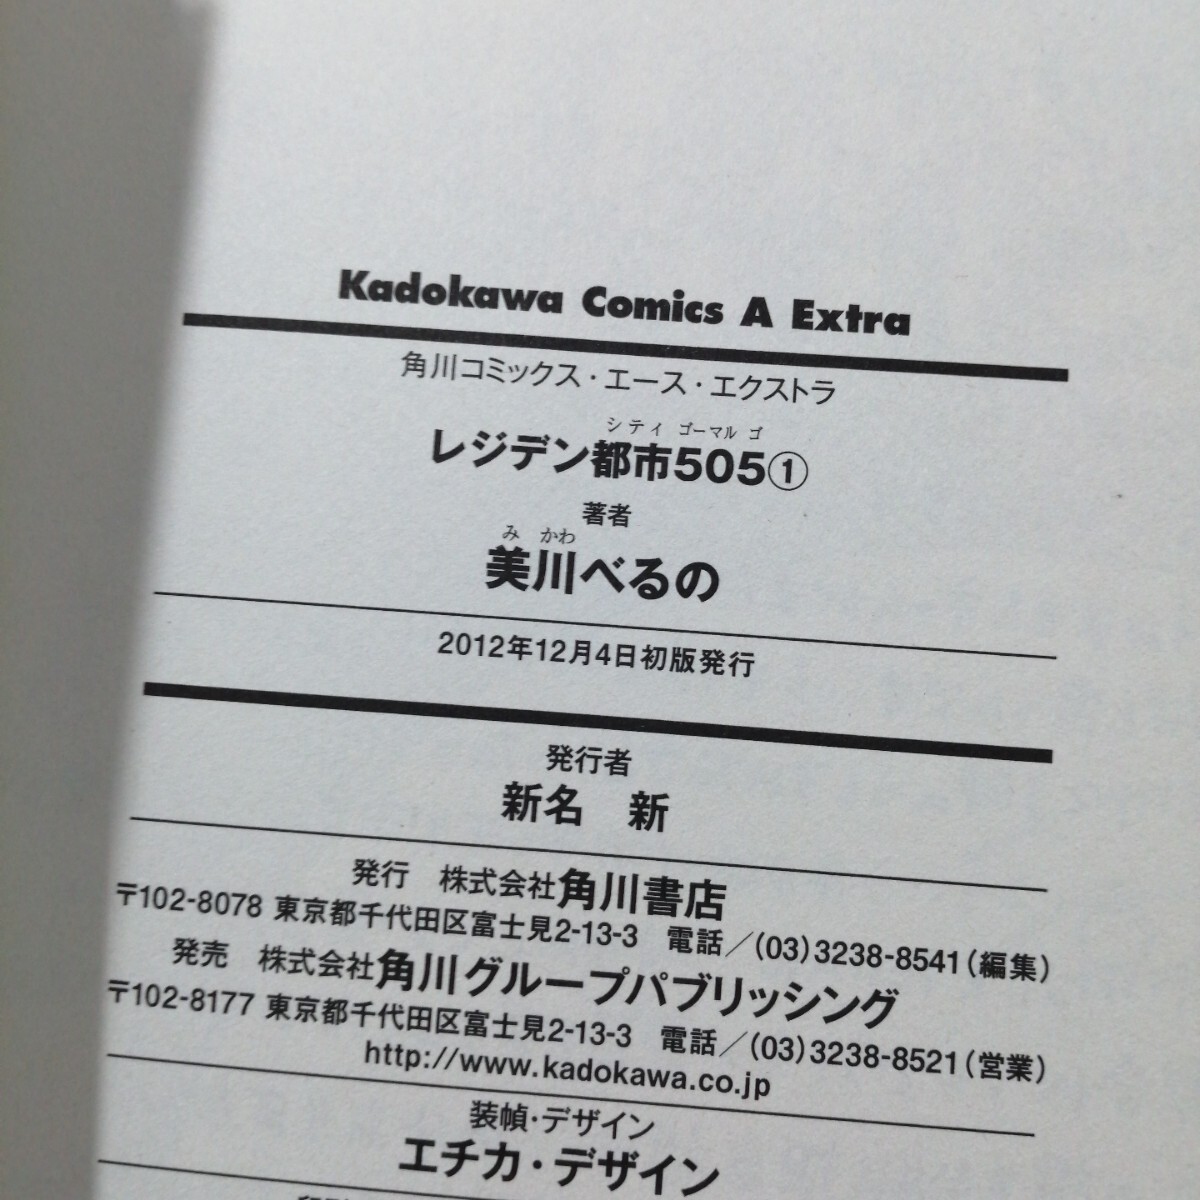 Kadokawa Comics A Extra
角川コミックス・エース・エクストラ
シティ ゴーマル ゴ
レジデン都市505①
著者
み かわ
美川べるの
2012年12月4日初版発行
発行者
新名 新
発行 株式会社角川書店
〒102-8078 東京都千代田区富士見2-13-3 電話／(03)3238-8541(編集)
発売 株式会社角川グループパブリッシング
〒102-8177 東京都千代田区富士見2-13-3 電話／(03)3238-8521(営業)
http://www.kadokawa.co.jp
装幀・デザイン
エチカ・デザイン